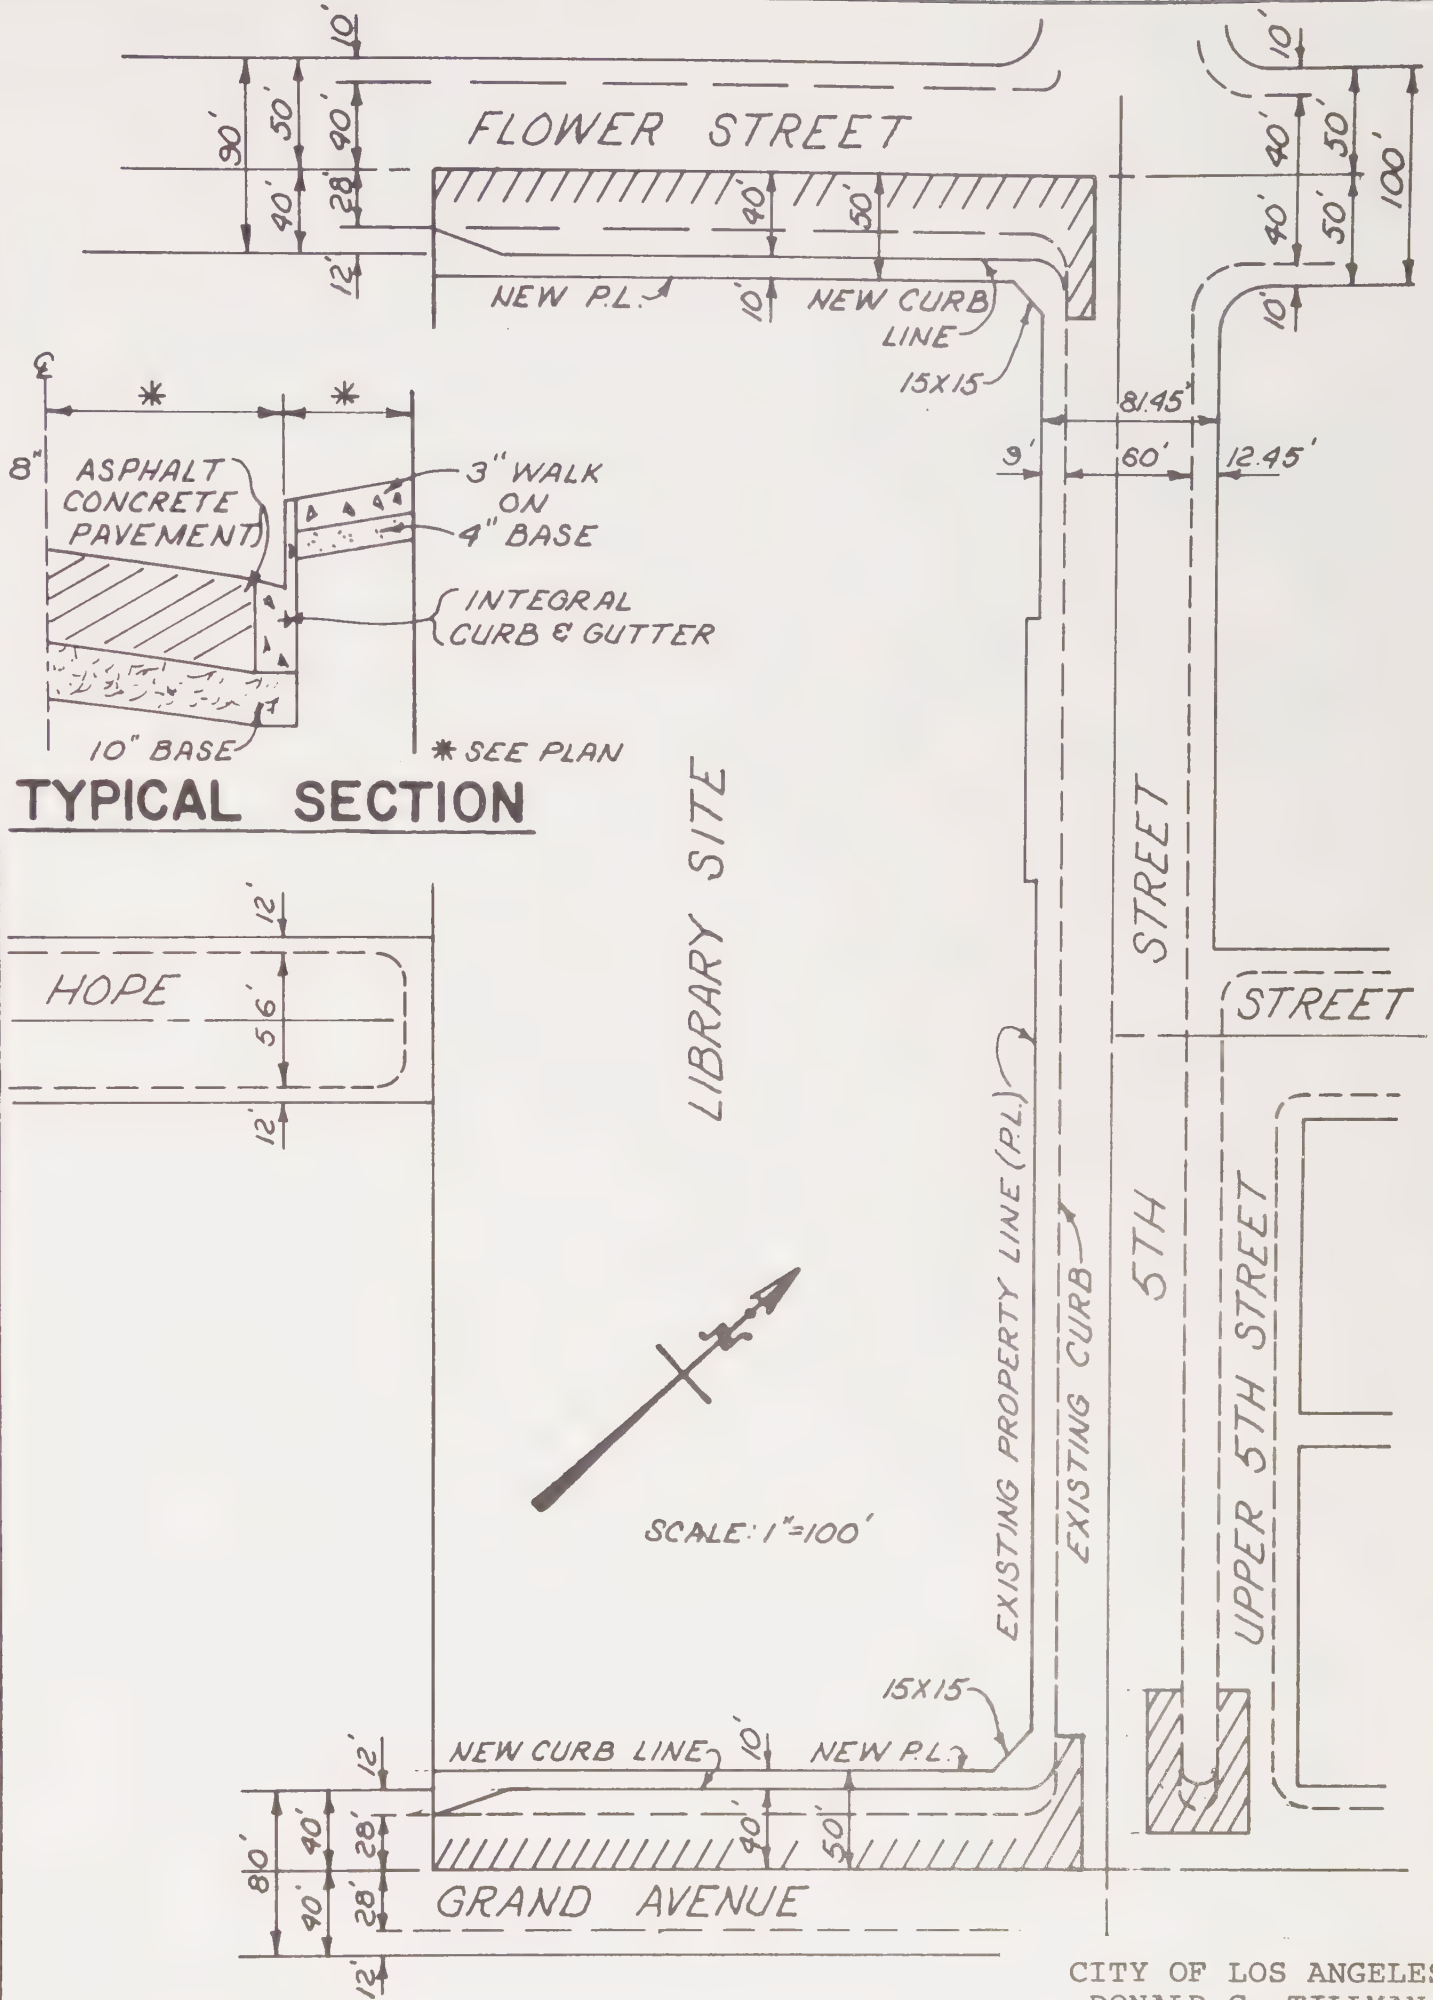 10'
10'
90'
50'
40'
40'
28'
12'
FLOWER STREET
40'
50'
10'
40'
50'
100'
40'
50'
10'
NEW P.L.
NEW CURB
LINE
15X15
81.45'
9'
60'
12.45'
℄
*
*
8"
ASPHALT
CONCRETE
PAVEMENT
3" WALK
ON
4" BASE
INTEGRAL
CURB & GUTTER
10" BASE
* SEE PLAN
TYPICAL SECTION
LIBRARY SITE
12'
HOPE
56'
12'
STREET
5TH
STREET
EXISTING PROPERTY LINE (P.L.)
EXISTING CURB
UPPER 5TH STREET
N
SCALE: 1"=100'
15X15
NEW CURB LINE
10'
NEW P.L.
12'
80'
40'
28'
40'
50'
40'
28'
12'
GRAND AVENUE
CITY OF LOS ANGELES